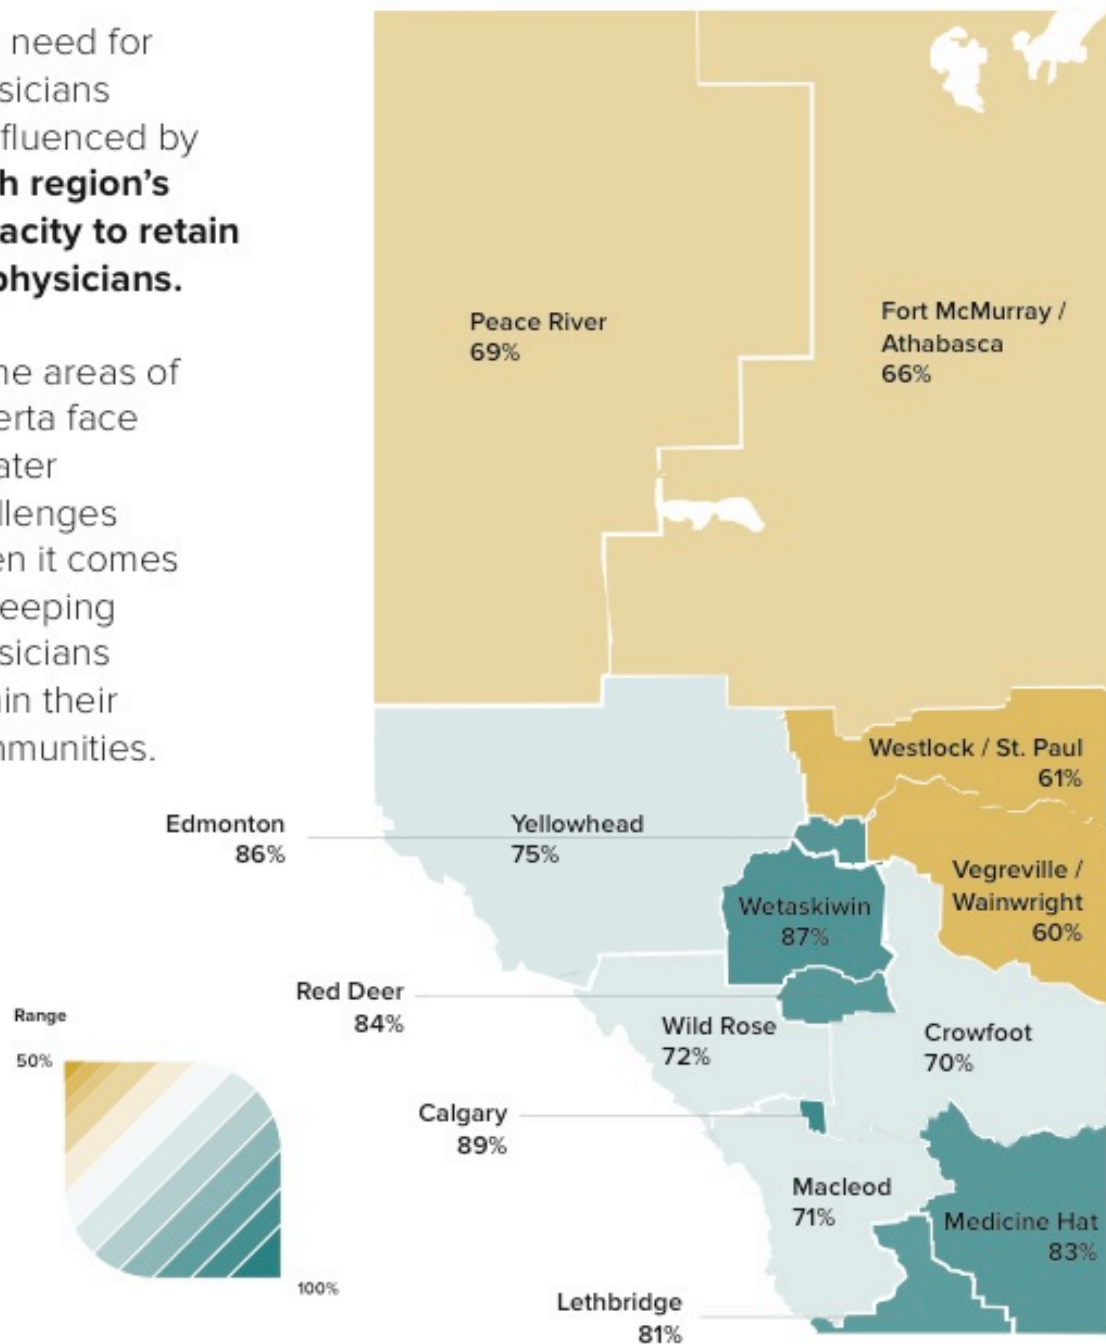 need for
sicians
fluenced by
h region's
acity to retain
physicians.
ne areas of
erta face
ater
llenges
en it comes
eeping
sicians
in their
nmunities.
Peace River
69%
Fort McMurray /
Athabasca
66%
Westlock / St. Paul
61%
Edmonton
86%
Yellowhead
75%
Vegreville /
Wainwright
60%
Wetaskiwin
87%
Red Deer
84%
Wild Rose
72%
Crowfoot
70%
Range
50%
100%
Calgary
89%
Macleod
71%
Medicine Hat
83%
Lethbridge
81%